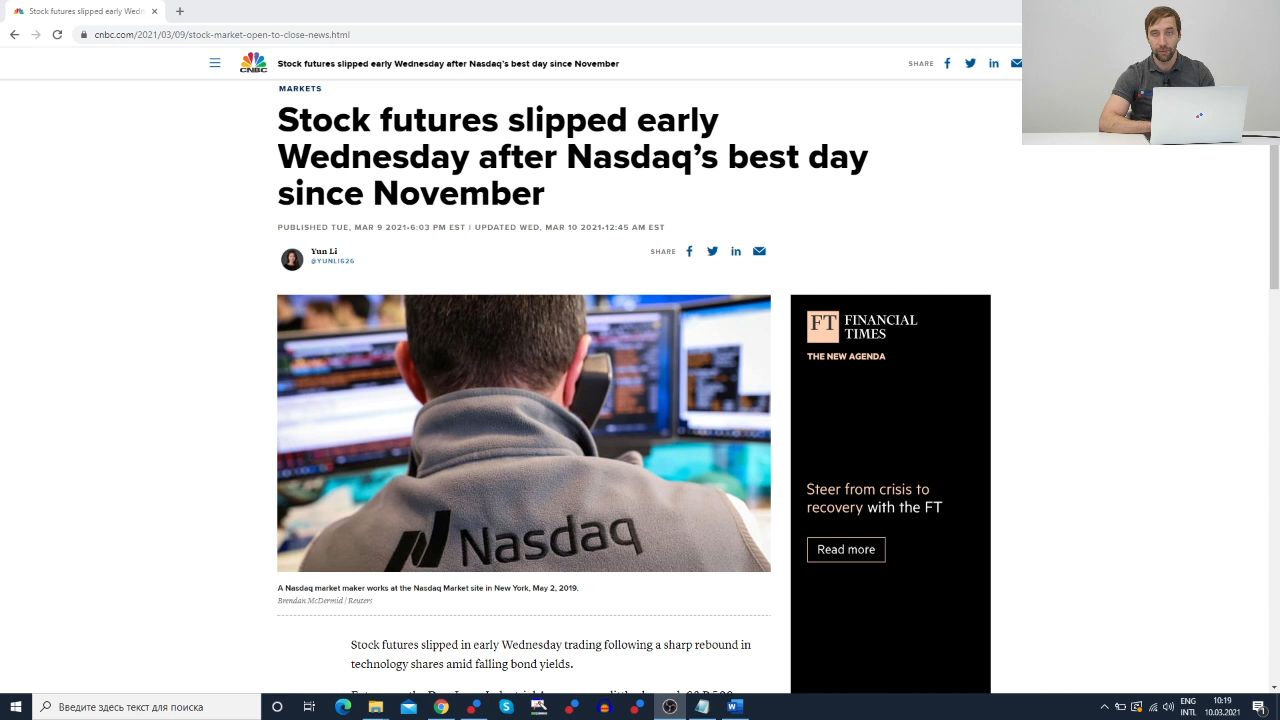 Stock futures slipped early Wedn
cnbc.com/2021/03/09/stock-market-open-to-close-news.html
CNBC
Stock futures slipped early Wednesday after Nasdaq's best day since November
SHARE
MARKETS
Stock futures slipped early
Wednesday after Nasdaq's best day
since November
PUBLISHED TUE, MAR 9 2021•6:03 PM EST | UPDATED WED, MAR 10 2021•12:45 AM EST
Yun Li
@YUNLI626
SHARE
Nasdaq
FT FINANCIAL
TIMES
THE NEW AGENDA
Steer from crisis to
recovery with the FT
Read more
A Nasdaq market maker works at the Nasdaq Market site in New York, May 2, 2019.
Brendan McDermid | Reuters
Stock futures slipped in early Wednesday trading following a sharp rebound in
technology shares amid falling bond yields.
Введите здесь текст для поиска
ENG
INTL
10:19
10.03.2021